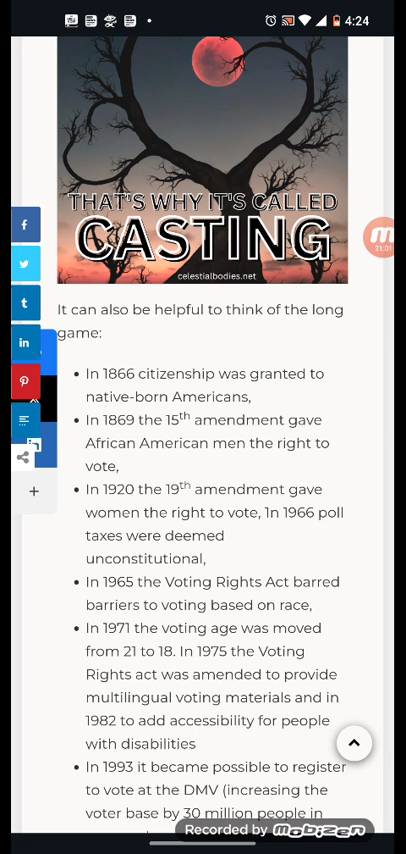 4:24
THAT'S WHY IT'S CALLED
CASTING
celestialbodies.net
23:01
It can also be helpful to think of the long
game:
• In 1866 citizenship was granted to
native-born Americans,
• In 1869 the 15th amendment gave
African American men the right to
vote,
• In 1920 the 19th amendment gave
women the right to vote, 1n 1966 poll
taxes were deemed
unconstitutional,
• In 1965 the Voting Rights Act barred
barriers to voting based on race,
• In 1971 the voting age was moved
from 21 to 18. In 1975 the Voting
Rights act was amended to provide
multilingual voting materials and in
1982 to add accessibility for people
with disabilities
• In 1993 it became possible to register
to vote at the DMV (increasing the
voter base by 30 million people in
Recorded by mobizen